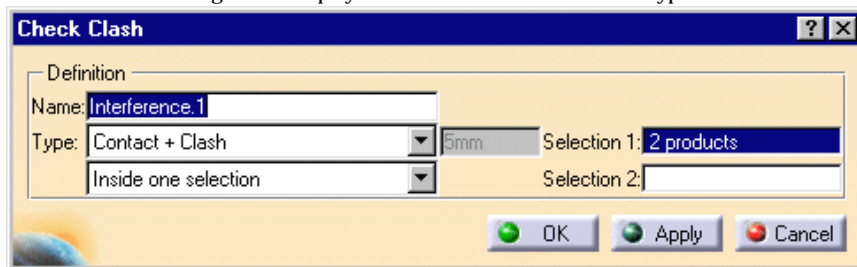 Check Clash ? X
Definition
Name: Interference.1
Type: Contact + Clash 5mm Selection 1: 2 products
Inside one selection Selection 2:
OK Apply Cancel